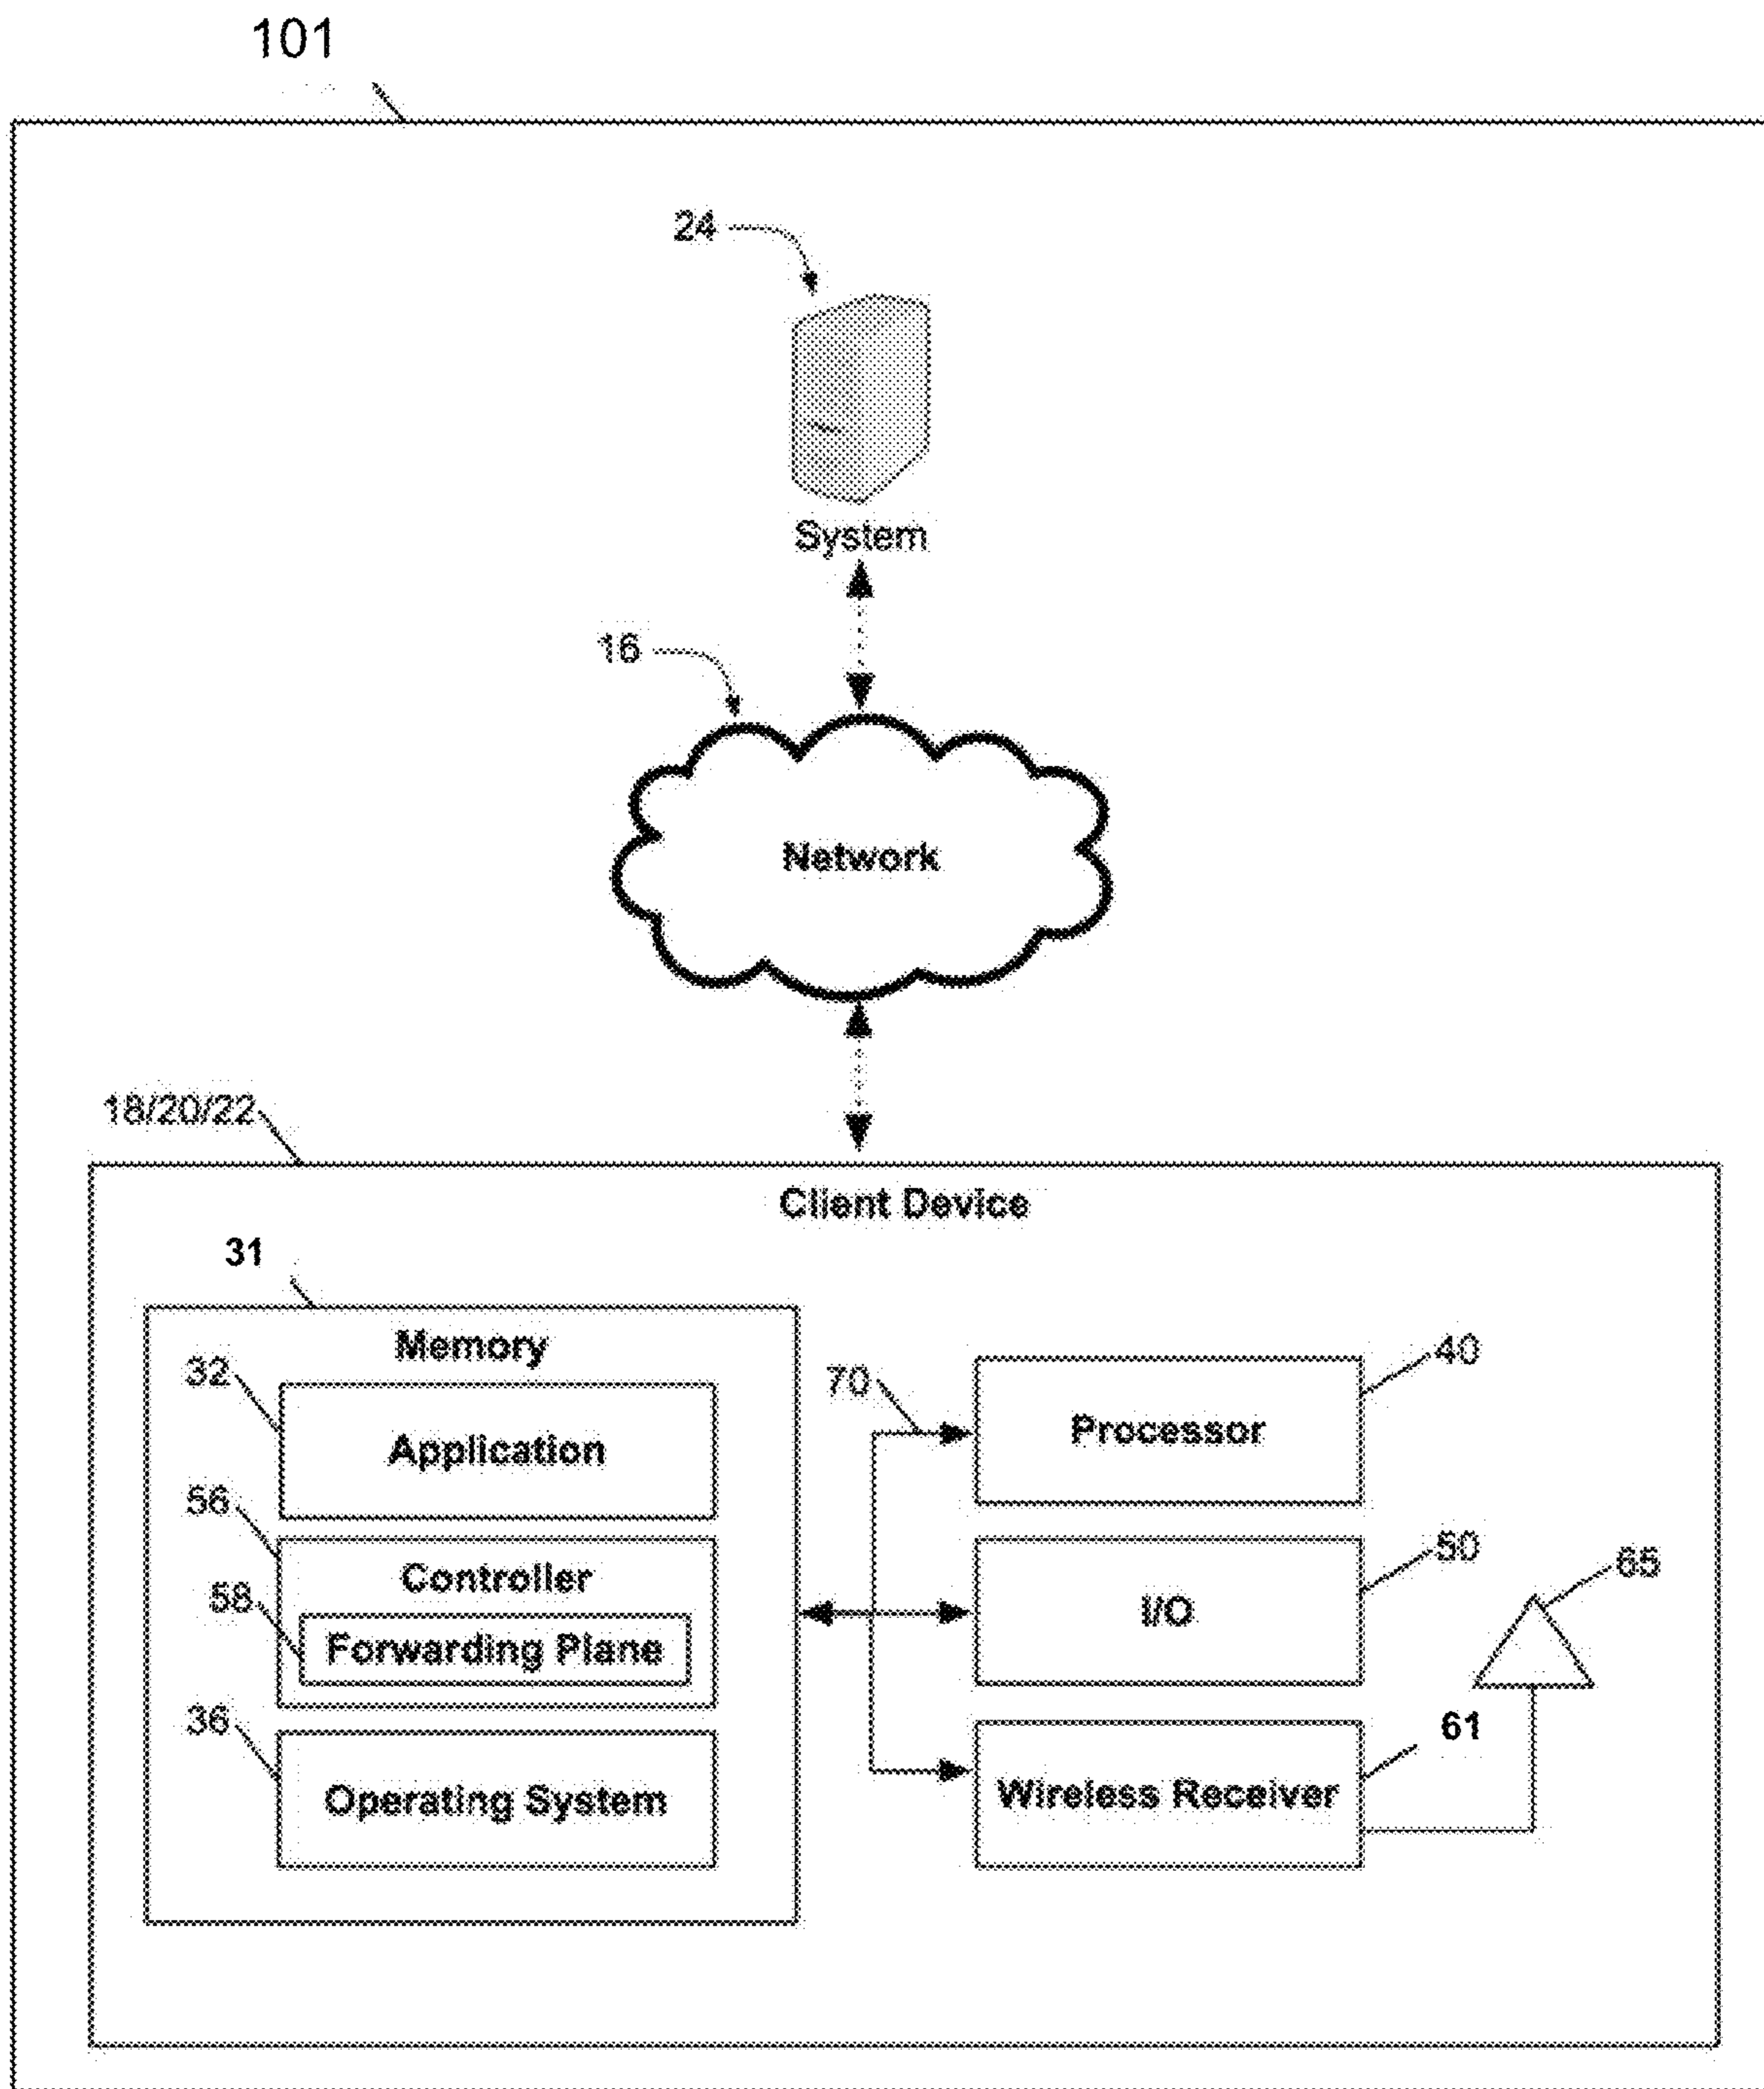 101
24
System
16
Network
18/20/22
Client Device
31
Memory
32
Application
56
Controller
58
Forwarding Plane
36
Operating System
70
40
Processor
50
I/O
65
61
Wireless Receiver